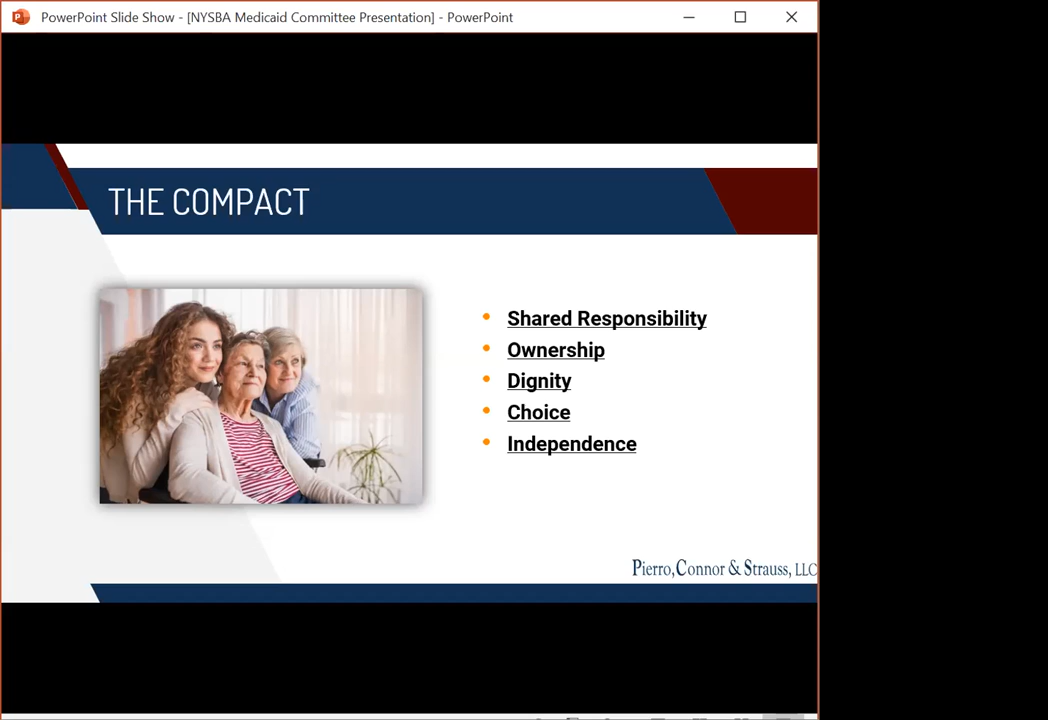 PowerPoint Slide Show - [NYSBA Medicaid Committee Presentation] - PowerPoint
THE COMPACT
Shared Responsibility
Ownership
Dignity
Choice
Independence
Pierro, Connor & Strauss, LLC